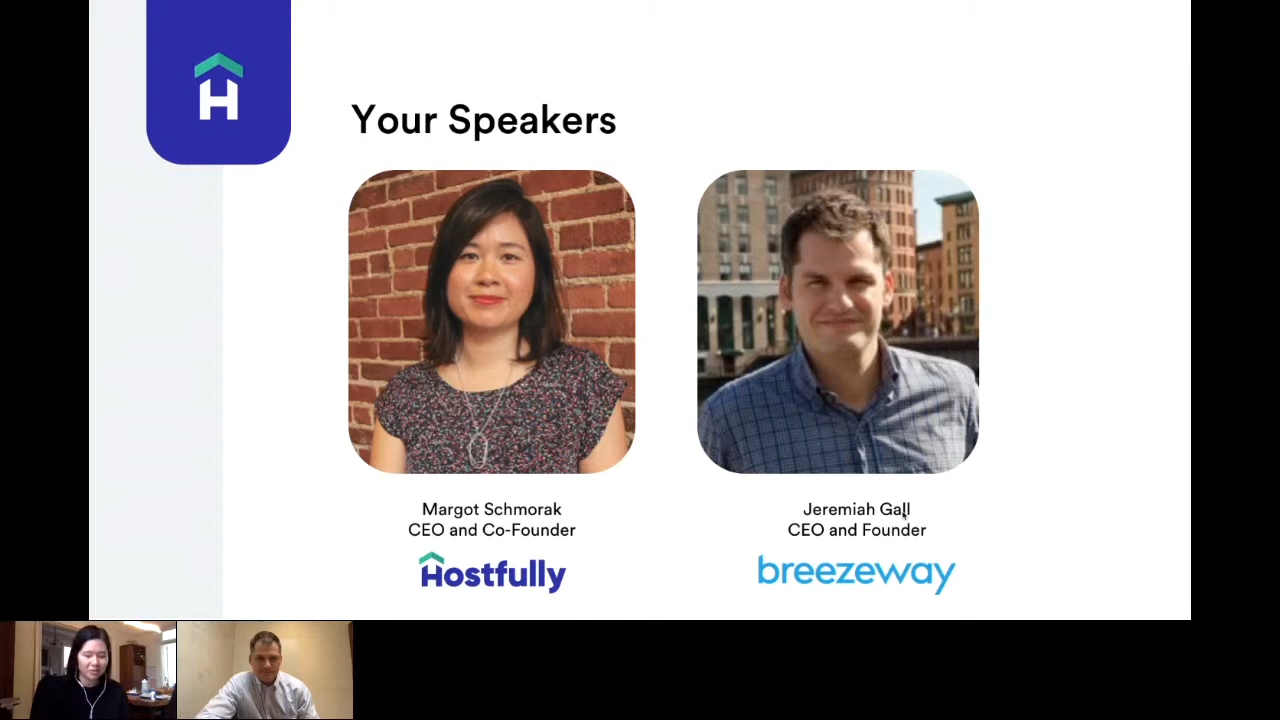 H
Your Speakers
Margot Schmorak
CEO and Co-Founder
Hostfully
Jeremiah Gall
CEO and Founder
breezeway